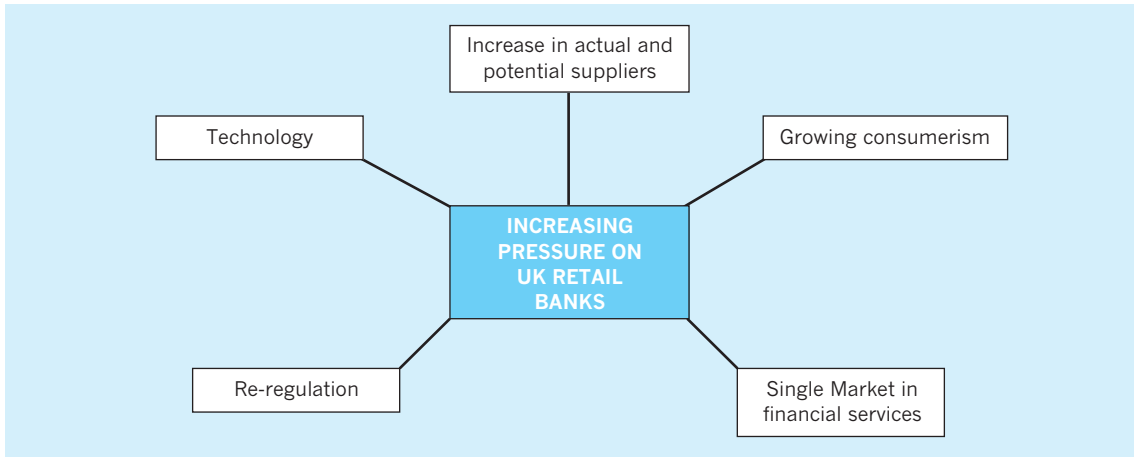 Increase in actual and
potential suppliers
Technology
Growing consumerism
INCREASING
PRESSURE ON
UK RETAIL
BANKS
Re-regulation
Single Market in
financial services